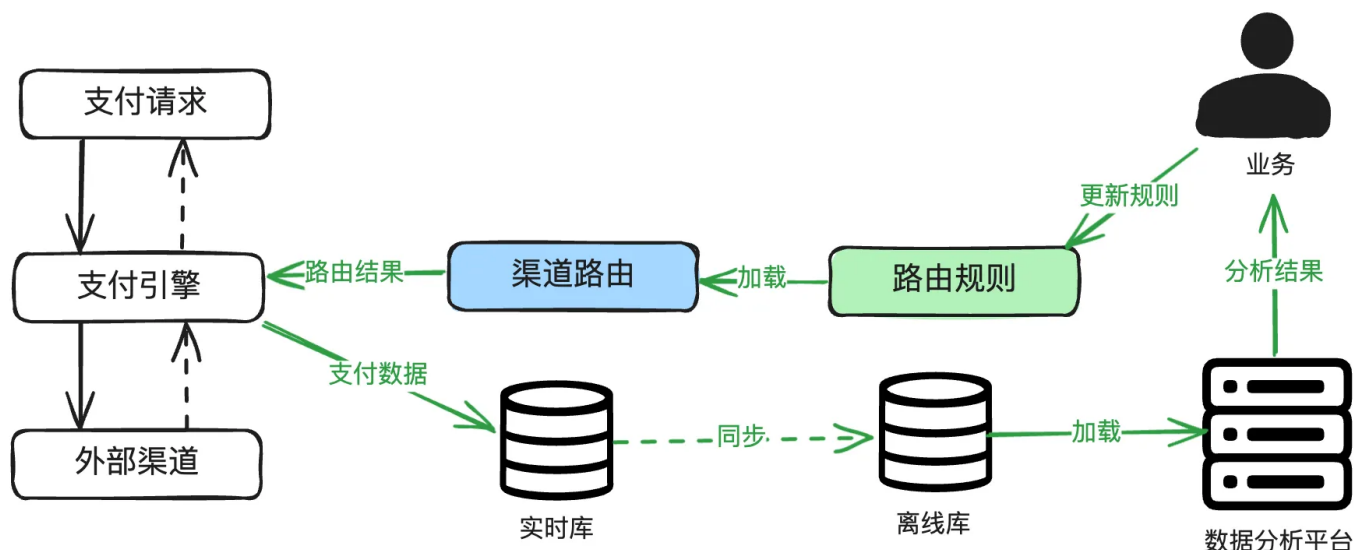 支付请求
业务
更新规则
支付引擎
路由结果
渠道路由
加载
路由规则
分析结果
支付数据
外部渠道
实时库
同步
离线库
加载
数据分析平台